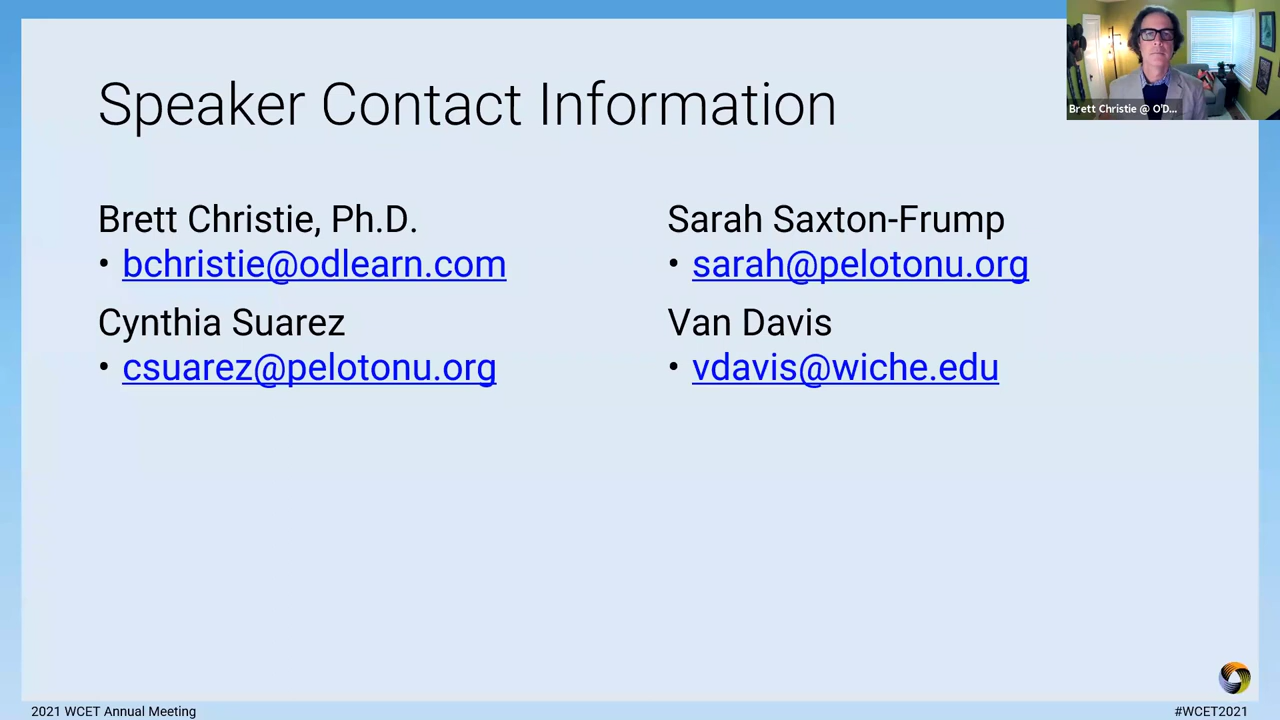 Speaker Contact Information
Brett Christie @ O'D...
Brett Christie, Ph.D.
• bchristie@odlearn.com
Cynthia Suarez
• csuarez@pelotonu.org
Sarah Saxton-Frump
• sarah@pelotonu.org
Van Davis
• vdavis@wiche.edu
2021 WCET Annual Meeting
#WCET2021